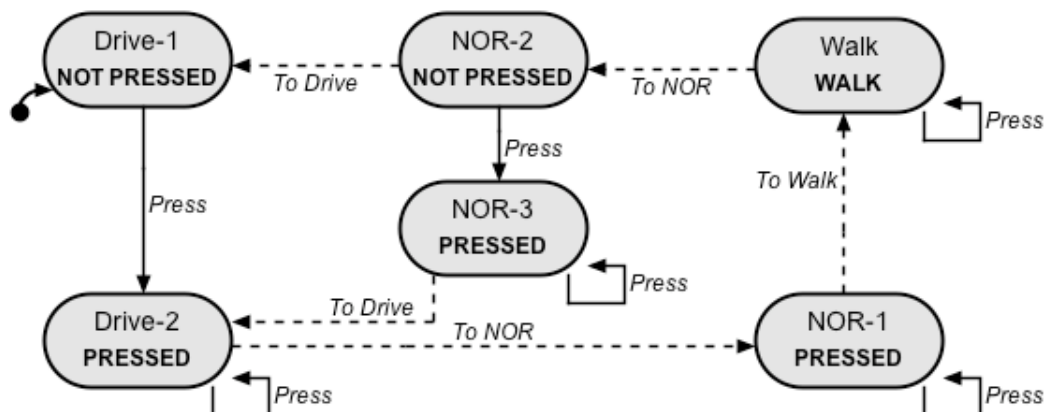 Drive-1
NOT PRESSED
To Drive
NOR-2
NOT PRESSED
To NOR
Walk
WALK
Press
Press
Press
To Walk
NOR-3
PRESSED
Press
To Drive
Drive-2
PRESSED
Press
To NOR
NOR-1
PRESSED
Press